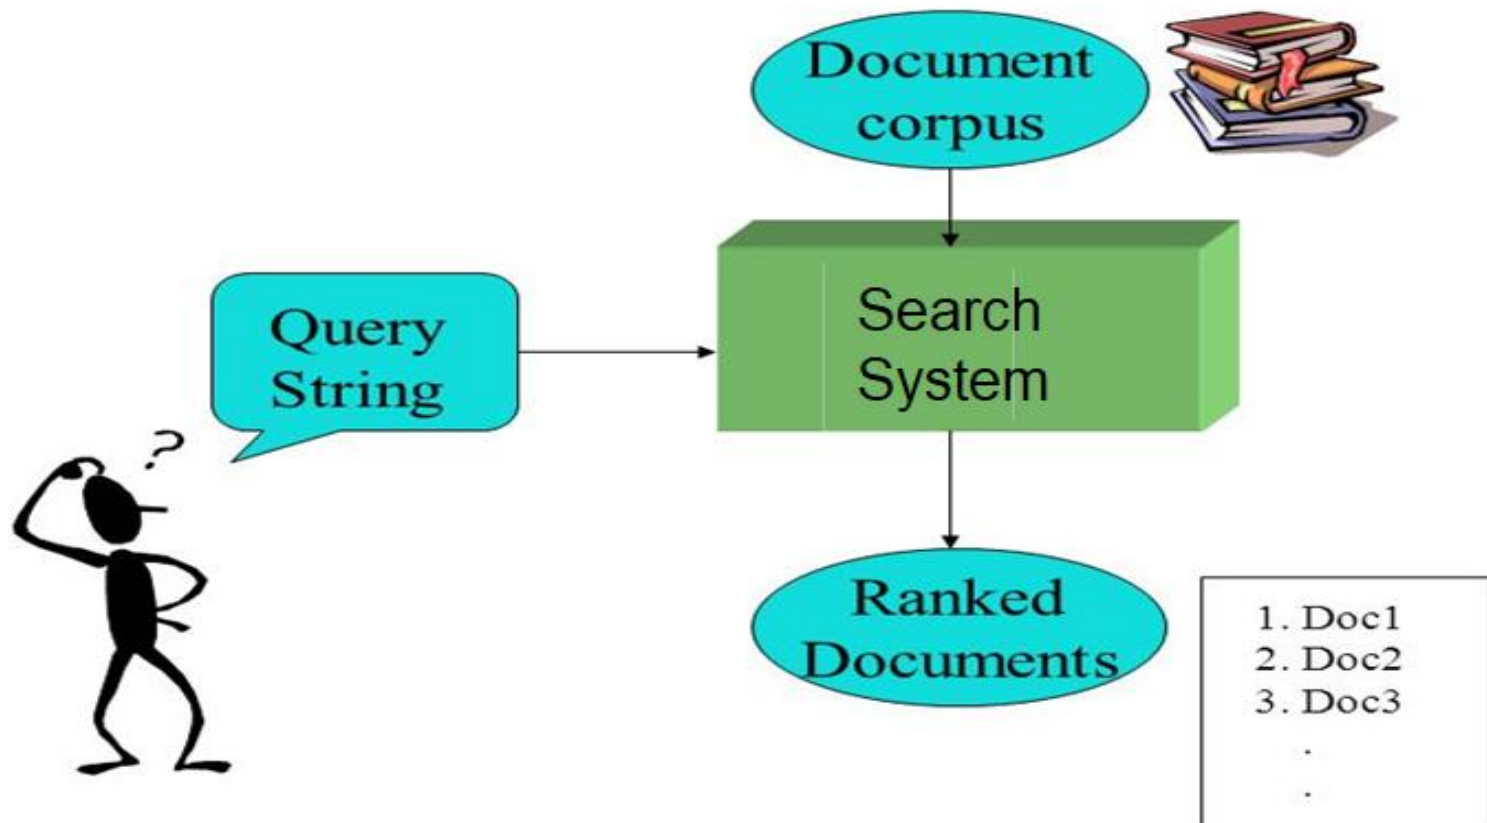 Document
corpus
Query
String
?
Search
System
Ranked
Documents
1. Doc1
2. Doc2
3. Doc3
.
.